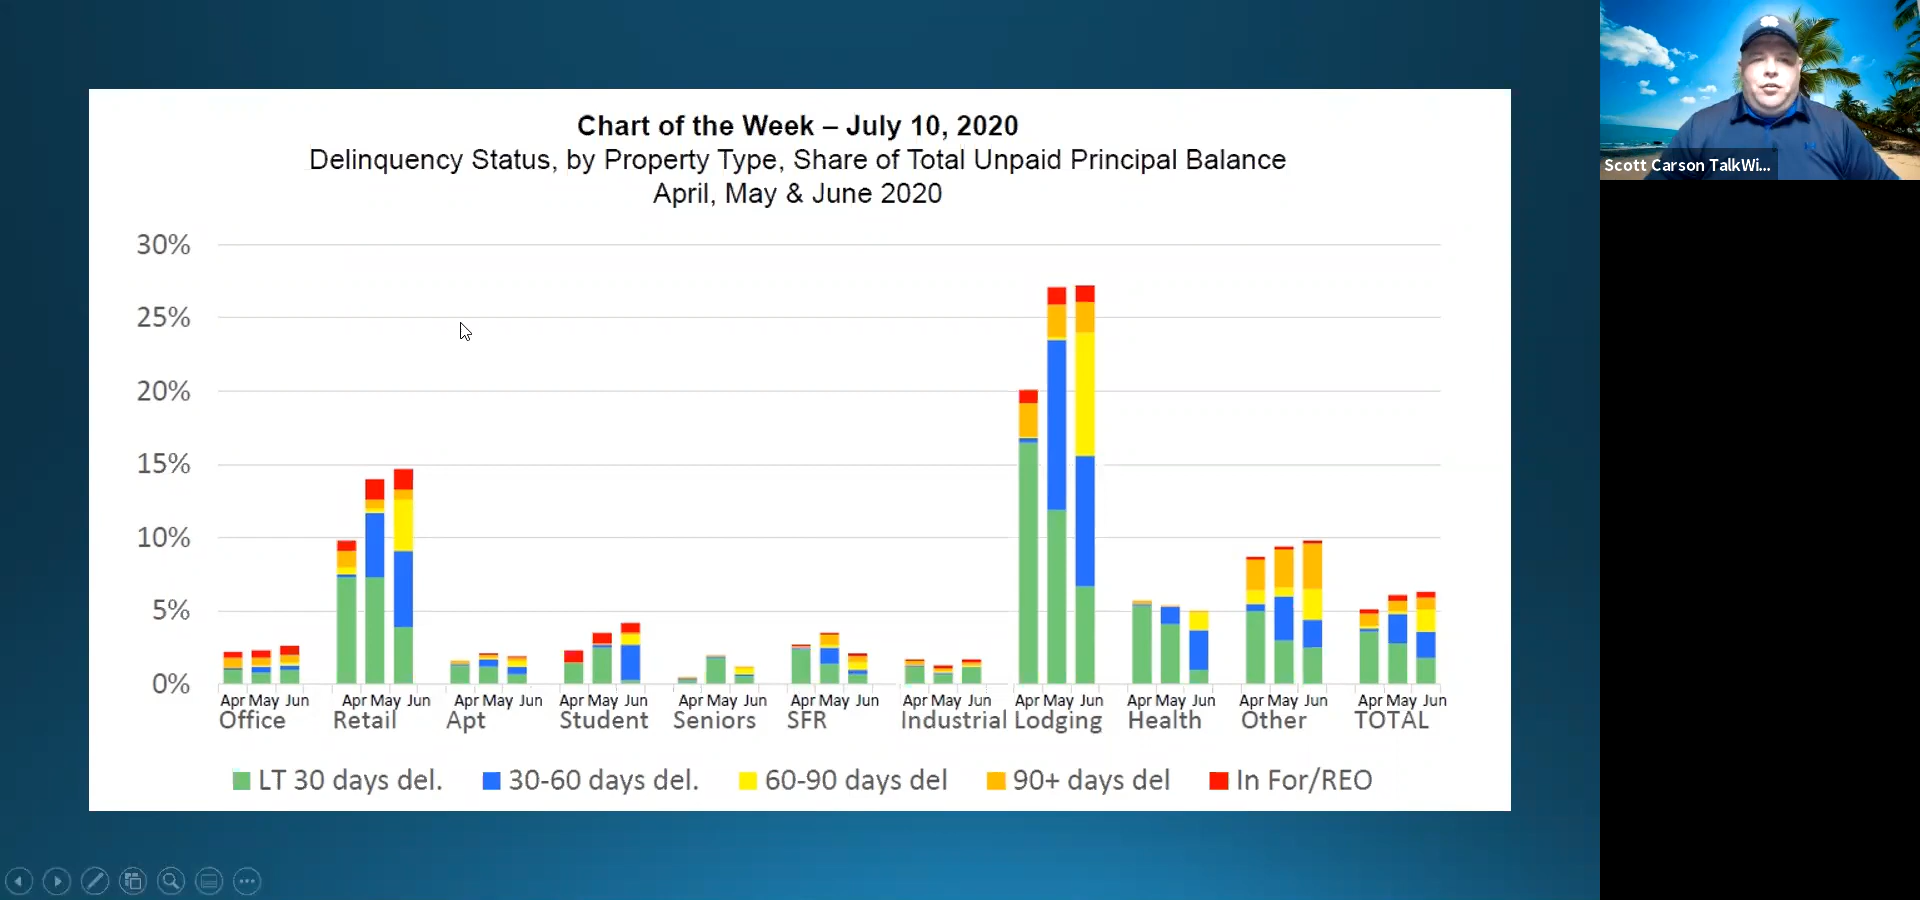 Chart of the Week – July 10, 2020
Delinquency Status, by Property Type, Share of Total Unpaid Principal Balance
April, May & June 2020
30%
25%
20%
15%
10%
5%
0%
Apr May Jun Apr May Jun Apr May Jun Apr May Jun Apr May Jun Apr May Jun Apr May Jun Apr May Jun Apr May Jun Apr May Jun Apr May Jun
Office Retail Apt Student Seniors SFR Industrial Lodging Health Other TOTAL
LT 30 days del. 30-60 days del. 60-90 days del 90+ days del In For/REO
Scott Carson TalkWi...